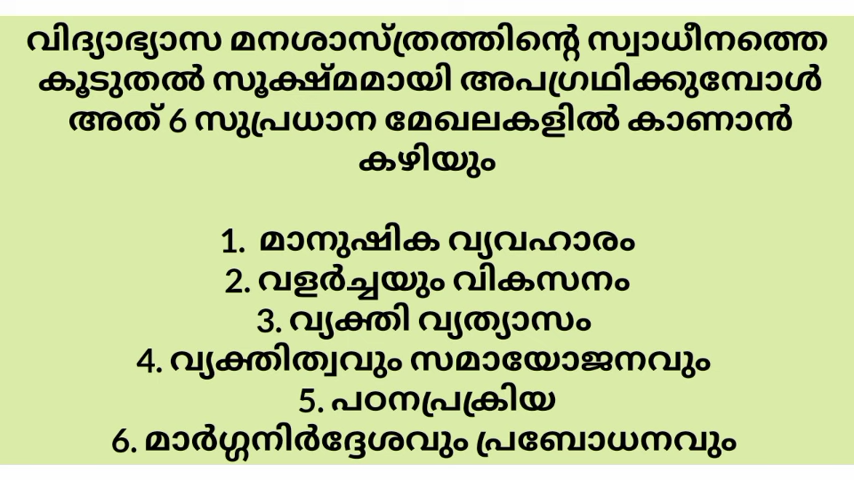 വിദ്യാഭ്യാസ മനശാസ്ത്രത്തിന്റെ സ്വാധീനത്തെ
കൂടുതൽ സൂക്ഷ്മമായി അപഗ്രഥിക്കുമ്പോൾ
അത് 6 സുപ്രധാന മേഖലകളിൽ കാണാൻ
കഴിയും
1. മാനുഷിക വ്യവഹാരം
2. വളർച്ചയും വികസനം
3. വ്യക്തി വ്യത്യാസം
4. വ്യക്തിത്വവും സമായോജനവും
5. പഠനപ്രക്രിയ
6. മാർഗ്ഗനിർദ്ദേശവും പ്രബോധനവും